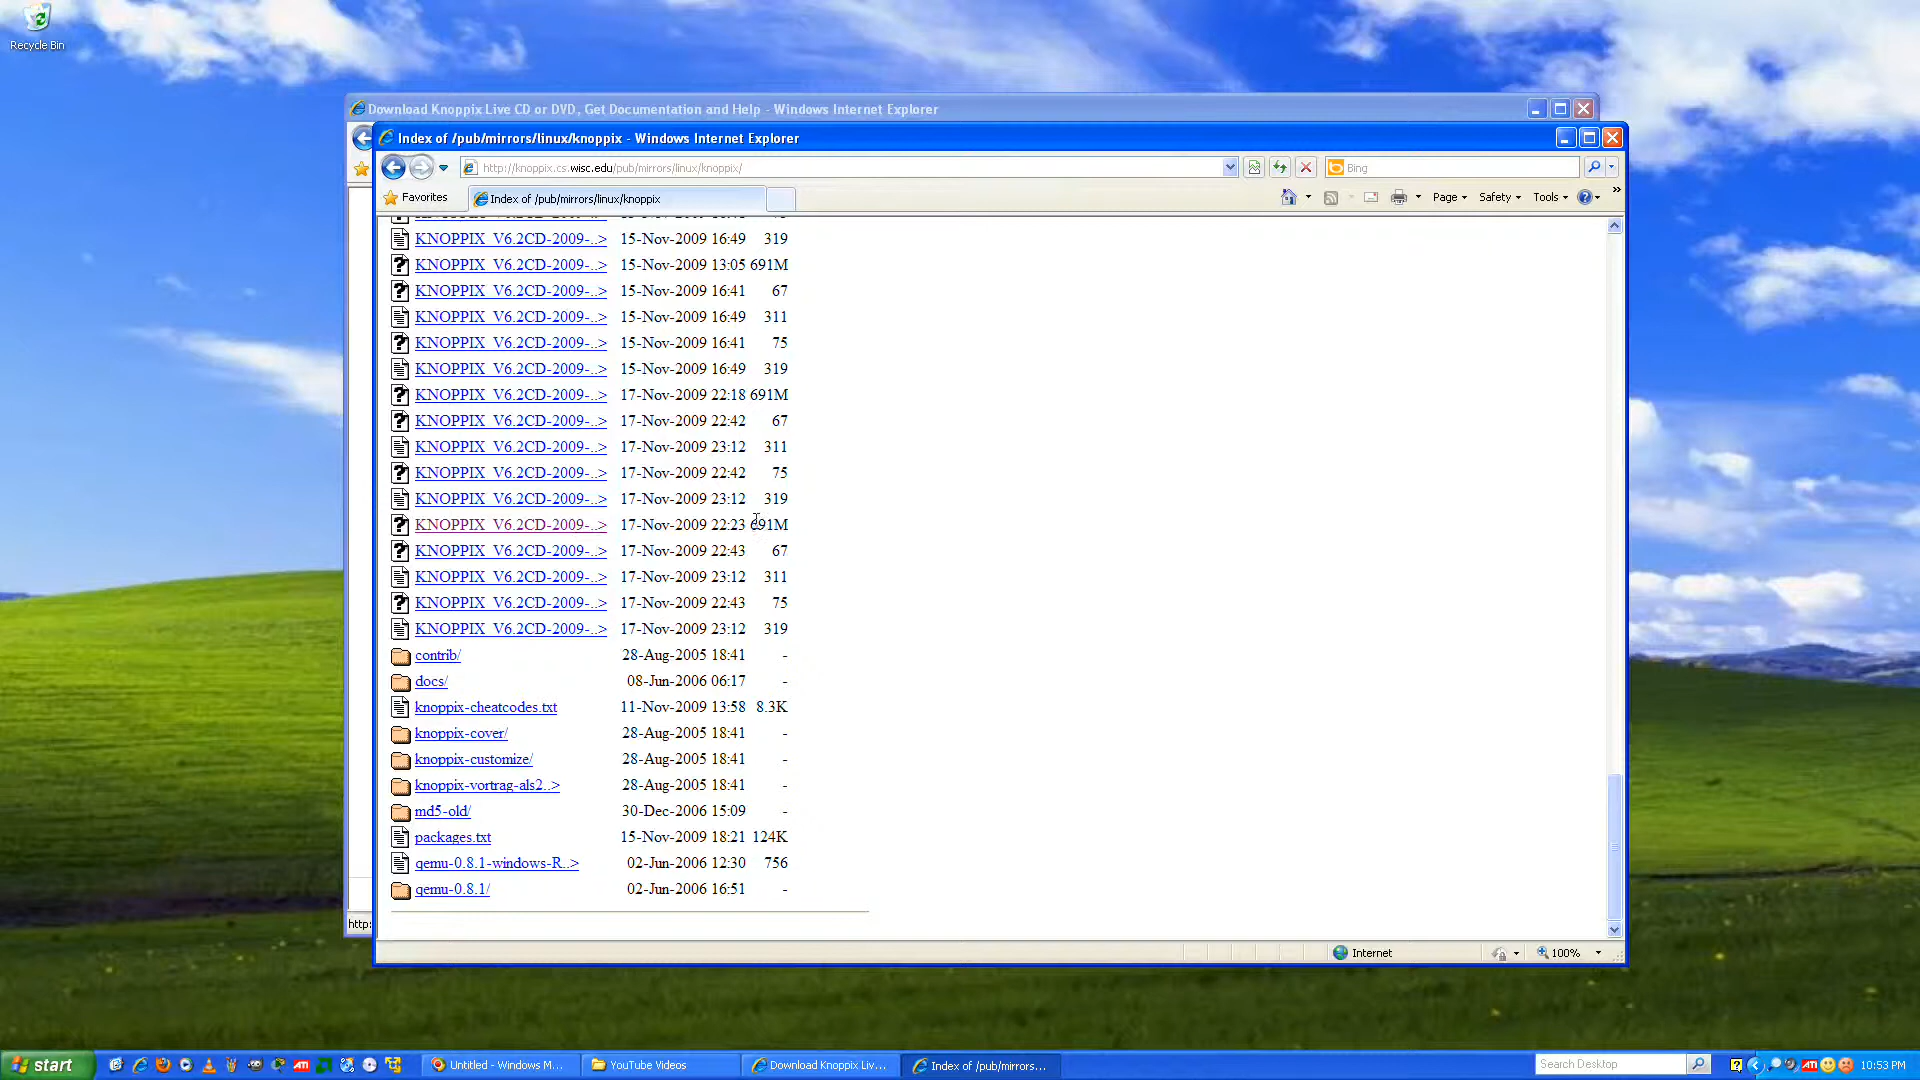 Recycle Bin
Download Knoppix Live CD or DVD, Get Documentation and Help - Windows Internet Explorer
Index of /pub/mirrors/linux/knoppix - Windows Internet Explorer
http://knoppix.cs.wisc.edu/pub/mirrors/linux/knoppix/
Bing
Favorites
Index of /pub/mirrors/linux/knoppix
Page
Safety
Tools
KNOPPIX_V6.2CD-2009-..> 15-Nov-2009 16:49 319
KNOPPIX_V6.2CD-2009-..> 15-Nov-2009 13:05 691M
KNOPPIX_V6.2CD-2009-..> 15-Nov-2009 16:41 67
KNOPPIX_V6.2CD-2009-..> 15-Nov-2009 16:49 311
KNOPPIX_V6.2CD-2009-..> 15-Nov-2009 16:41 75
KNOPPIX_V6.2CD-2009-..> 15-Nov-2009 16:49 319
KNOPPIX_V6.2CD-2009-..> 17-Nov-2009 22:18 691M
KNOPPIX_V6.2CD-2009-..> 17-Nov-2009 22:42 67
KNOPPIX_V6.2CD-2009-..> 17-Nov-2009 23:12 311
KNOPPIX_V6.2CD-2009-..> 17-Nov-2009 22:42 75
KNOPPIX_V6.2CD-2009-..> 17-Nov-2009 23:12 319
KNOPPIX_V6.2CD-2009-..> 17-Nov-2009 22:23 691M
KNOPPIX_V6.2CD-2009-..> 17-Nov-2009 22:43 67
KNOPPIX_V6.2CD-2009-..> 17-Nov-2009 23:12 311
KNOPPIX_V6.2CD-2009-..> 17-Nov-2009 22:43 75
KNOPPIX_V6.2CD-2009-..> 17-Nov-2009 23:12 319
contrib/ 28-Aug-2005 18:41 -
docs/ 08-Jun-2006 06:17 -
knoppix-cheatcodes.txt 11-Nov-2009 13:58 8.3K
knoppix-cover/ 28-Aug-2005 18:41 -
knoppix-customize/ 28-Aug-2005 18:41 -
knoppix-vortrag-als2..> 28-Aug-2005 18:41 -
md5-old/ 30-Dec-2006 15:09 -
packages.txt 15-Nov-2009 18:21 124K
qemu-0.8.1-windows-R..> 02-Jun-2006 12:30 756
qemu-0.8.1/ 02-Jun-2006 16:51 -
http:
Internet
100%
start
Untitled - Windows M...
YouTube Videos
Download Knoppix Liv...
Index of /pub/mirrors...
Search Desktop
ATI
10:53 PM